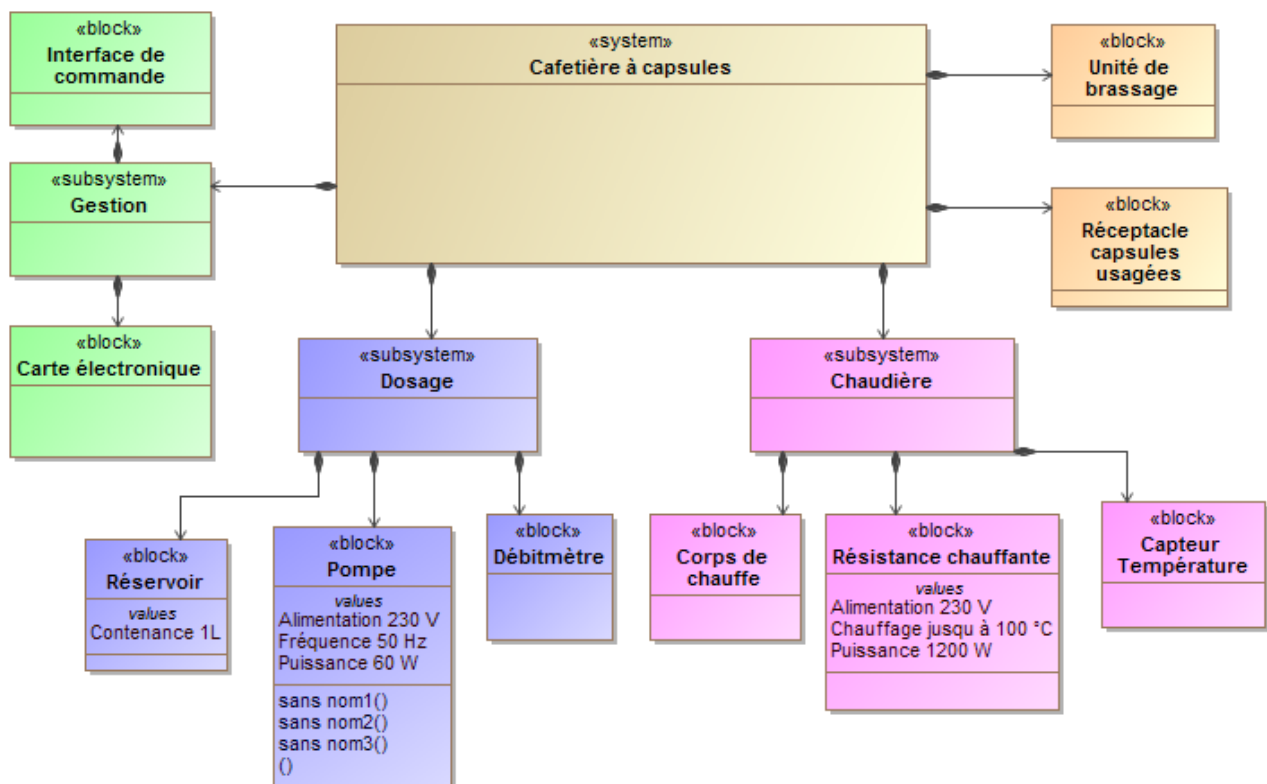 «block»
Interface de
commande
«system»
Cafetière à capsules
«block»
Unité de
brassage
«subsystem»
Gestion
«block»
Réceptacle
capsules
usagées
«block»
Carte électronique
«subsystem»
Dosage
«subsystem»
Chaudière
«block»
Réservoir
values
Contenance 1L
«block»
Pompe
values
Alimentation 230 V
Fréquence 50 Hz
Puissance 60 W
sans nom1()
sans nom2()
sans nom3()
()
«block»
Débitmètre
«block»
Corps de
chauffe
«block»
Résistance chauffante
values
Alimentation 230 V
Chauffage jusqu à 100 °C
Puissance 1200 W
«block»
Capteur
Température